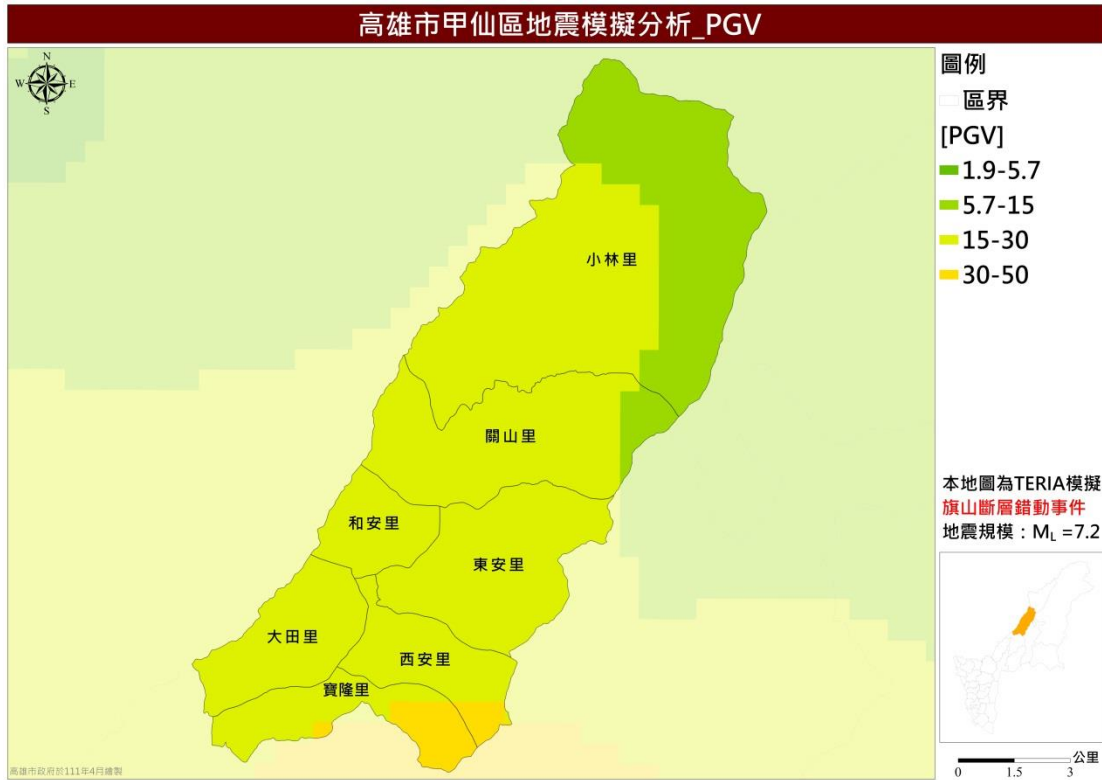 高雄市甲仙區地震模擬分析_PGV
N
W
E
S
圖例
區界
[PGV]
1.9-5.7
5.7-15
15-30
30-50
小林里
關山里
和安里
東安里
大田里
西安里
寶隆里
本地圖為TERIA模擬
旗山斷層錯動事件
地震規模：ML =7.2
公里
0 1.5 3
高雄市政府於111年4月繪製